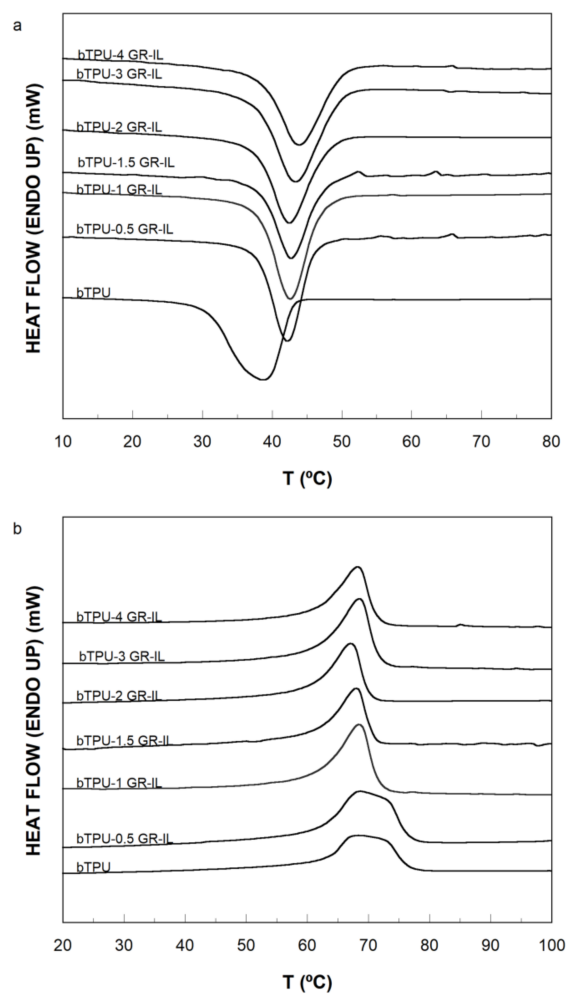 a
HEAT FLOW (ENDO UP) (mW)
bTPU-4 GR-IL
bTPU-3 GR-IL
bTPU-2 GR-IL
bTPU-1.5 GR-IL
bTPU-1 GR-IL
bTPU-0.5 GR-IL
bTPU
10 20 30 40 50 60 70 80
T (ºC)
b
HEAT FLOW (ENDO UP) (mW)
bTPU-4 GR-IL
bTPU-3 GR-IL
bTPU-2 GR-IL
bTPU-1.5 GR-IL
bTPU-1 GR-IL
bTPU-0.5 GR-IL
bTPU
20 30 40 50 60 70 80 90 100
T (ºC)